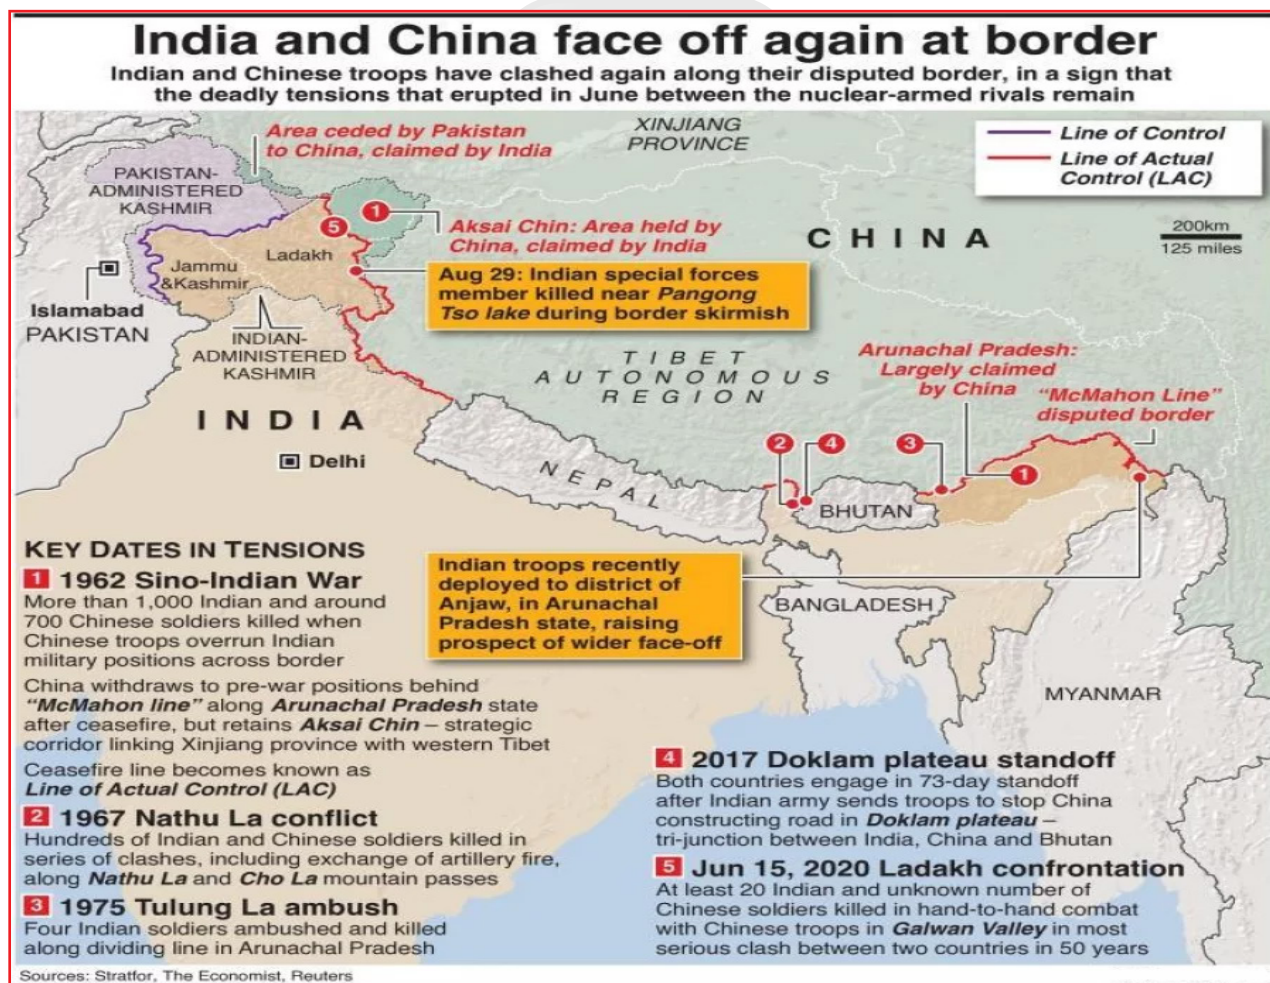 India and China face off again at border
Indian and Chinese troops have clashed again along their disputed border, in a sign that
the deadly tensions that erupted in June between the nuclear-armed rivals remain
Area ceded by Pakistan
to China, claimed by India
XINJIANG
PROVINCE
Line of Control
Line of Actual
Control (LAC)
PAKISTAN-
ADMINISTERED
KASHMIR
1
5
Aksai Chin: Area held by
China, claimed by India
CHINA
200km
125 miles
Ladakh
Jammu
&Kashmir
Aug 29: Indian special forces
member killed near Pangong
Tso lake during border skirmish
Islamabad
PAKISTAN
INDIAN-
ADMINISTERED
KASHMIR
TIBET
AUTONOMOUS
REGION
Arunachal Pradesh:
Largely claimed
by China
"McMahon Line"
disputed border
INDIA
Delhi
NEPAL
2
4
3
1
BHUTAN
BANGLADESH
MYANMAR
Indian troops recently
deployed to district of
Anjaw, in Arunachal
Pradesh state, raising
prospect of wider face-off
KEY DATES IN TENSIONS
1 1962 Sino-Indian War
More than 1,000 Indian and around
700 Chinese soldiers killed when
Chinese troops overrun Indian
military positions across border
China withdraws to pre-war positions behind
"McMahon line" along Arunachal Pradesh state
after ceasefire, but retains Aksai Chin – strategic
corridor linking Xinjiang province with western Tibet
Ceasefire line becomes known as
Line of Actual Control (LAC)
2 1967 Nathu La conflict
Hundreds of Indian and Chinese soldiers killed in
series of clashes, including exchange of artillery fire,
along Nathu La and Cho La mountain passes
3 1975 Tulung La ambush
Four Indian soldiers ambushed and killed
along dividing line in Arunachal Pradesh
4 2017 Doklam plateau standoff
Both countries engage in 73-day standoff
after Indian army sends troops to stop China
constructing road in Doklam plateau –
tri-junction between India, China and Bhutan
5 Jun 15, 2020 Ladakh confrontation
At least 20 Indian and unknown number of
Chinese soldiers killed in hand-to-hand combat
with Chinese troops in Galwan Valley in most
serious clash between two countries in 50 years
Sources: Stratfor, The Economist, Reuters